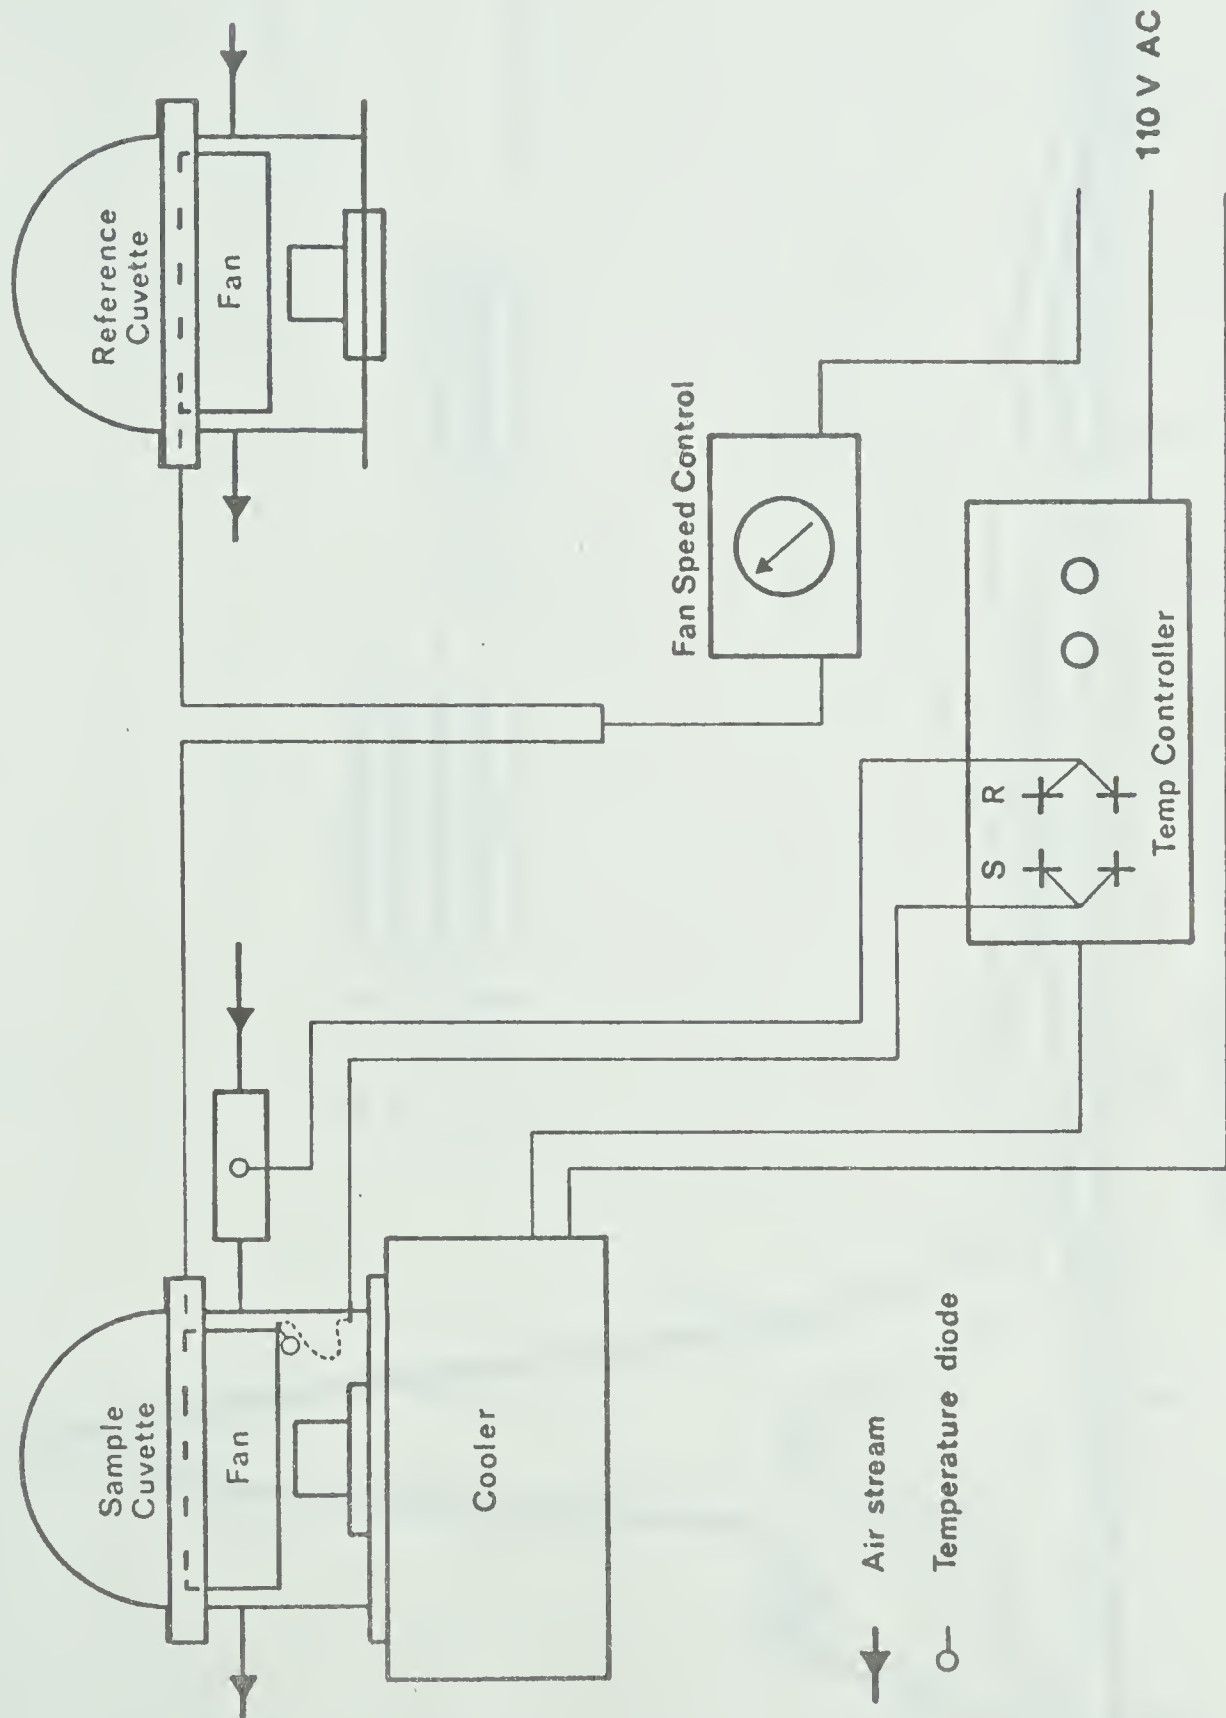 Sample
Cuvette
Fan
Reference
Cuvette
Fan
Cooler
Fan Speed Control
S R
Temp Controller
110 V AC
Air stream
Temperature diode